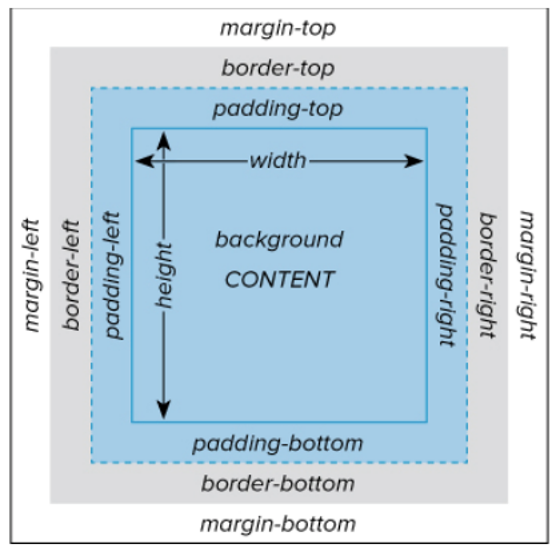 margin-top
border-top
padding-top
width
margin-left
border-left
padding-left
height
background
CONTENT
padding-right
border-right
margin-right
padding-bottom
border-bottom
margin-bottom